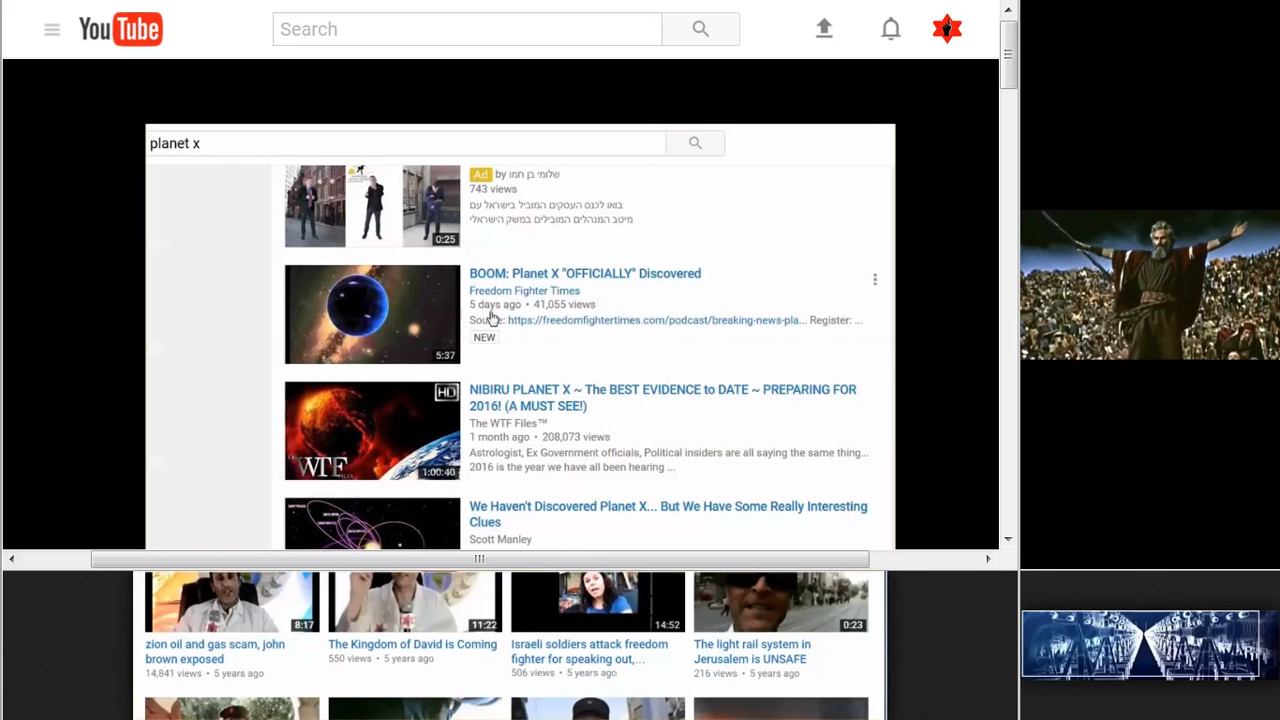 YouTube
Search
planet x
Ad by שלומי בן חמו
743 views
בואו לכנס העסקים המוביל בישראל עם
מיטב המנהלים המובילים במשק הישראלי
0:25
BOOM: Planet X "OFFICIALLY" Discovered
Freedom Fighter Times
5 days ago • 41,055 views
https://freedomfightertimes.com/podcast/breaking-news-pla... Register: ...
NEW
5:37
NIBIRU PLANET X ~ The BEST EVIDENCE to DATE ~ PREPARING FOR
2016! (A MUST SEE!)
The WTF Files™
1 month ago • 208,073 views
Astrologist, Ex Government officials, Political insiders are all saying the same thing...
2016 is the year we have all been hearing ...
HD
WTF
1:00:40
We Haven't Discovered Planet X... But We Have Some Really Interesting
Clues
Scott Manley
8:17
11:22
14:52
0:23
zion oil and gas scam, john
brown exposed
14,841 views • 5 years ago
The Kingdom of David is Coming
550 views • 5 years ago
Israeli soldiers attack freedom
fighter for speaking out,...
506 views • 5 years ago
The light rail system in
Jerusalem is UNSAFE
216 views • 5 years ago